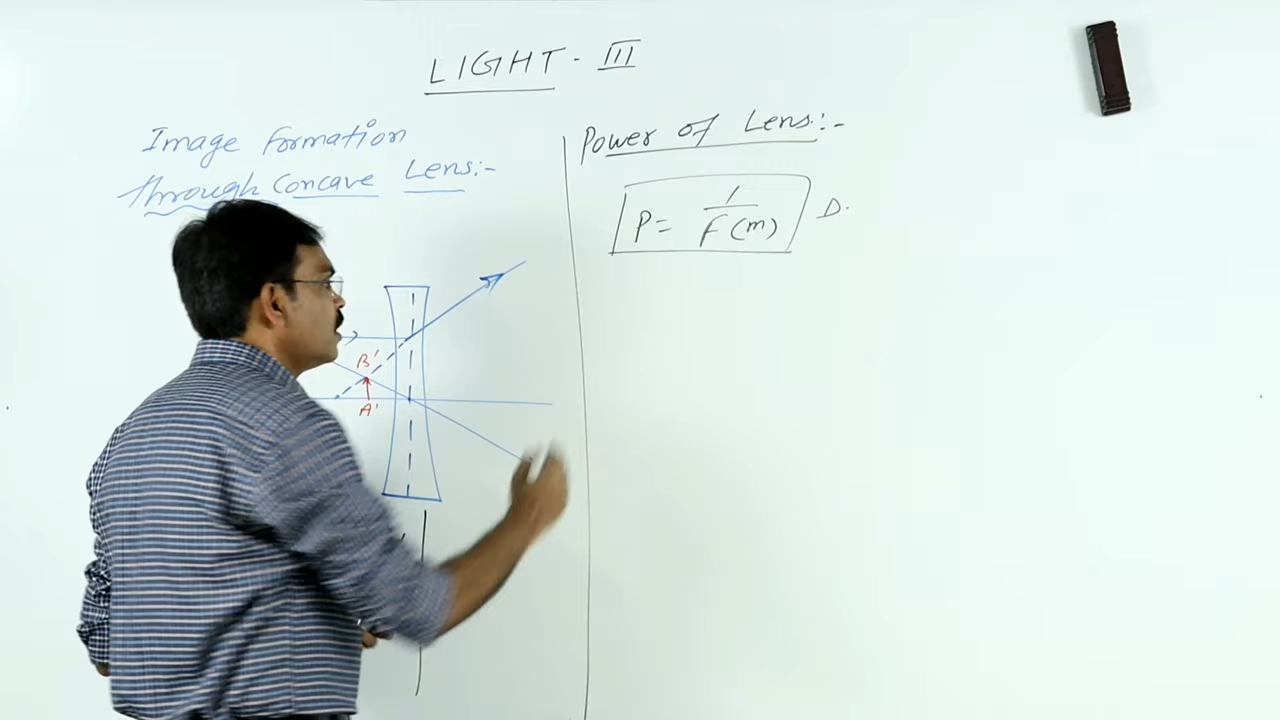 LIGHT - III
Image Formation
through Concave Lens:-
B'
A'
Power of Lens:-
P = 1/F(m) D.